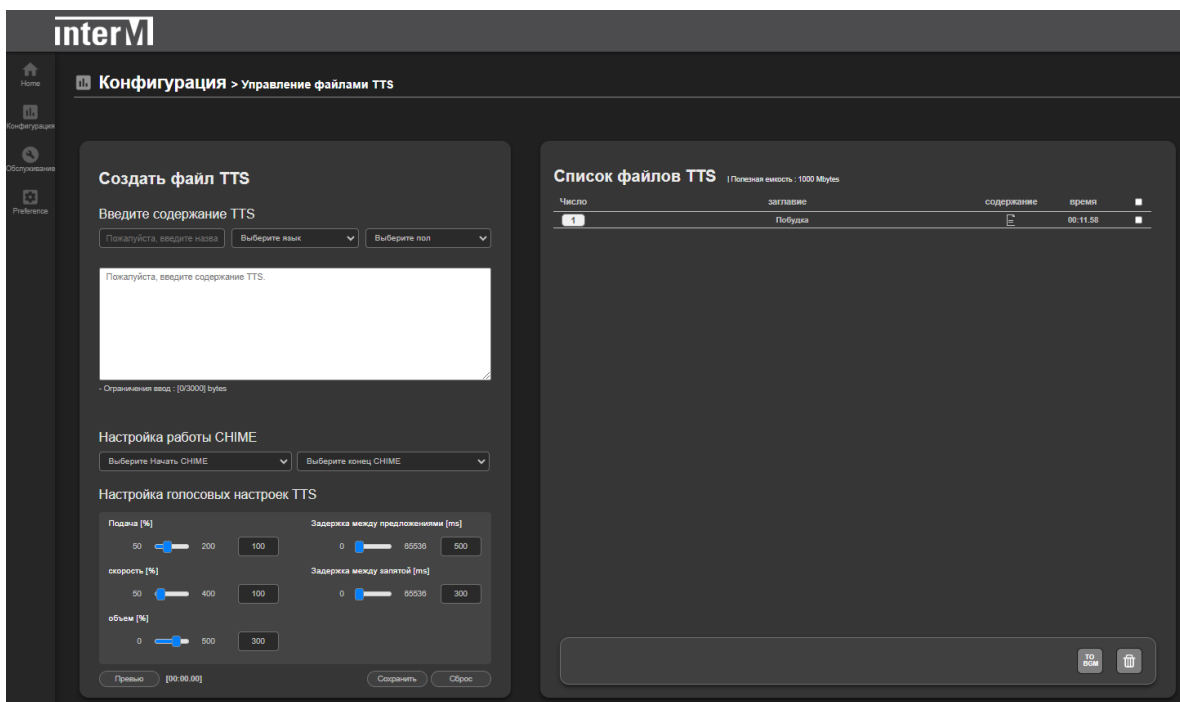 inter M
Home
Конфигурация
Обслуживание
Preference
Конфигурация > Управление файлами TTS
Создать файл TTS
Введите содержание TTS
Пожалуйста, введите назва
Выберите язык
Выберите пол
Пожалуйста, введите содержание TTS.
- Ограничения ввод : [0/3000] bytes
Настройка работы CHIME
Выберите Начать CHIME
Выберите конец CHIME
Настройка голосовых настроек TTS
Подача [%]
50 200 100
скорость [%]
50 400 100
объем [%]
0 500 300
Задержка между предложениями [ms]
0 65536 500
Задержка между запятой [ms]
0 65536 300
Превью [00:00.00] Сохранить Сброс
Список файлов TTS | Полезная емкость : 1000 Mbytes
Число заглавие содержание время
1 Побудка 00:11.58
TO
BGM